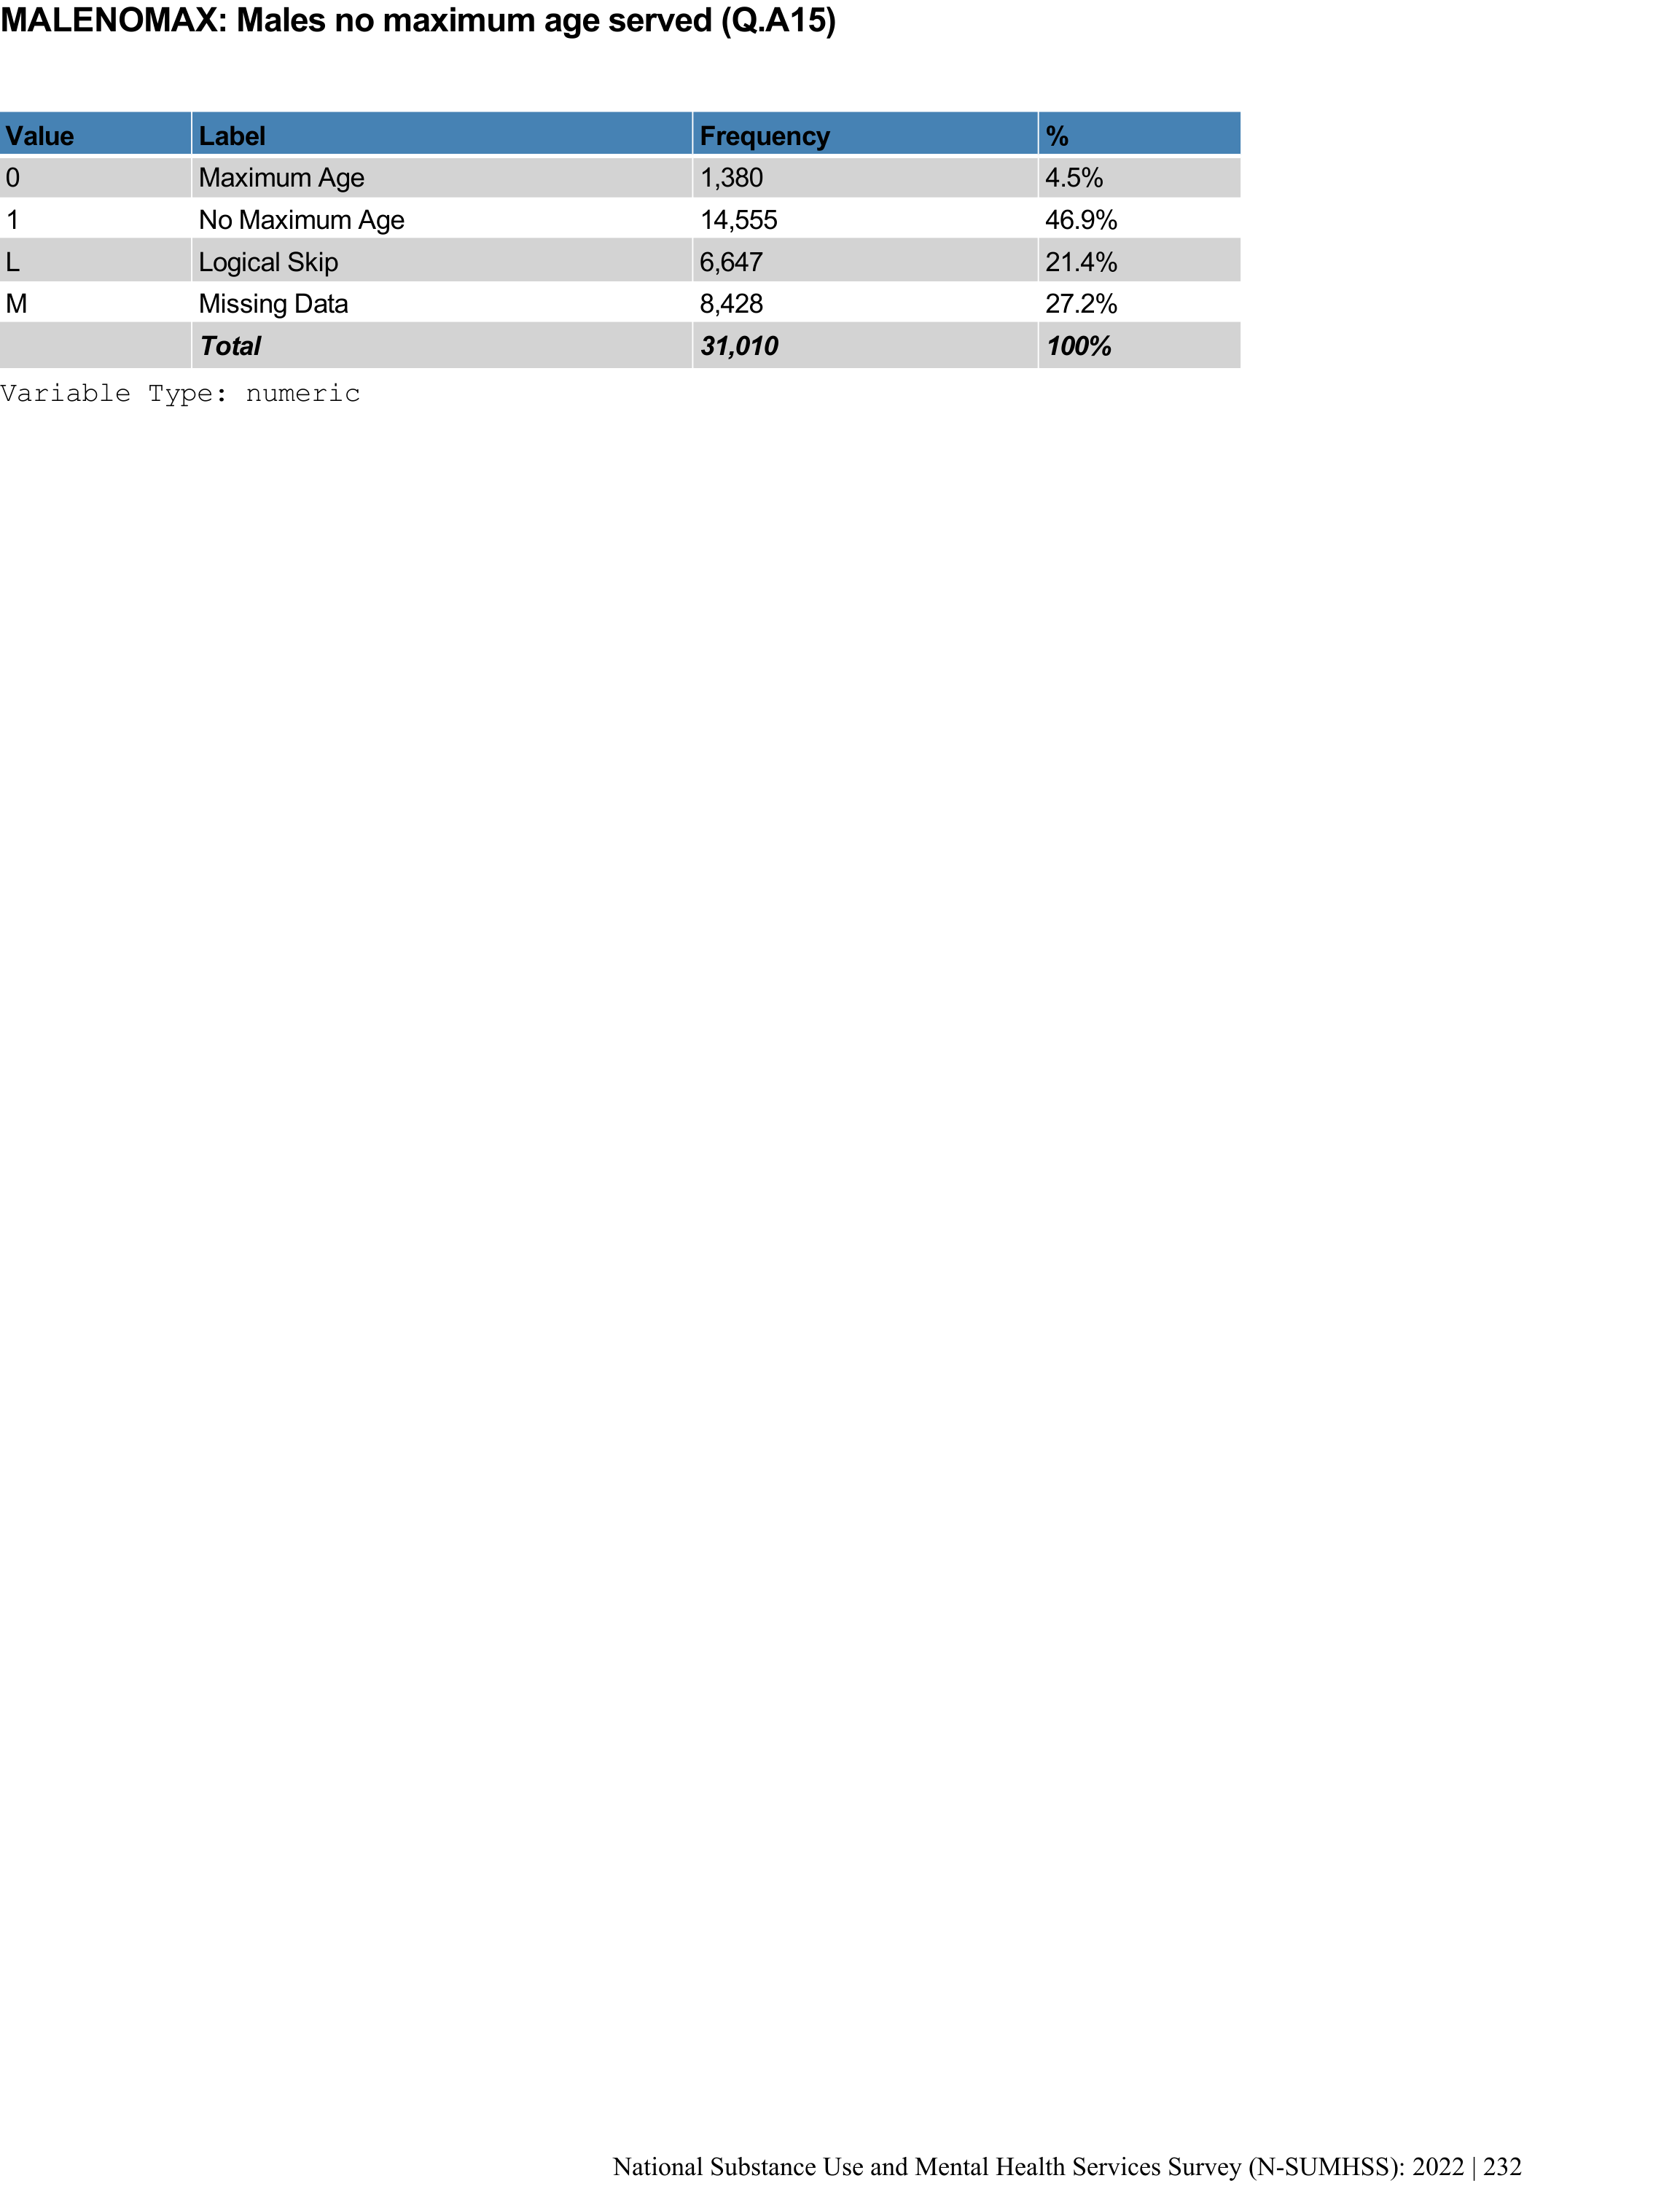 MALENOMAX: Males no maximum age served (Q.A15)
Value Label Frequency %
0 Maximum Age 1,380 4.5%
1 No Maximum Age 14,555 46.9%
L Logical Skip 6,647 21.4%
M Missing Data 8,428 27.2%
Total 31,010 100%
Variable Type: numeric
National Substance Use and Mental Health Services Survey (N-SUMHSS): 2022 | 232